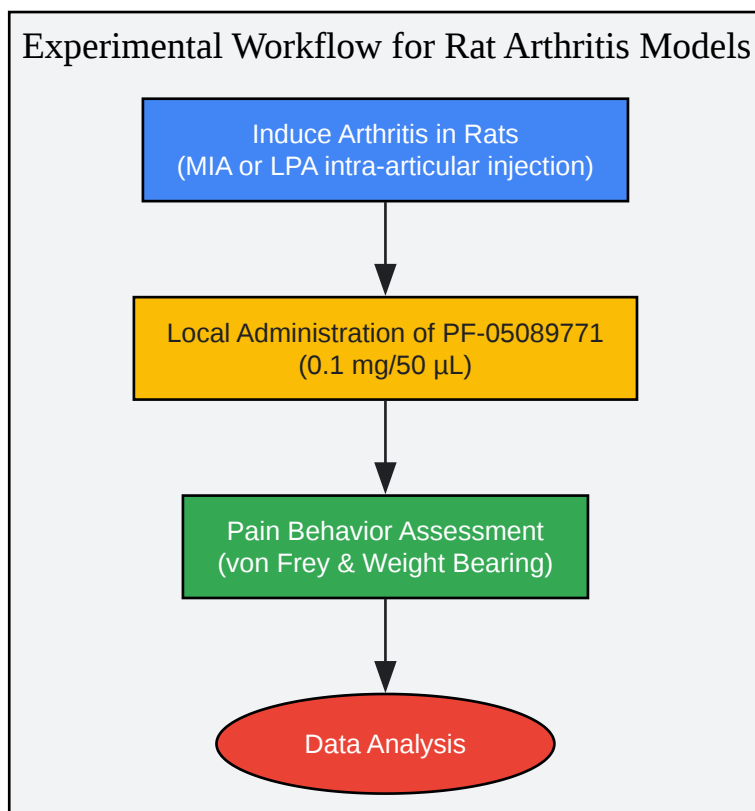 Experimental Workflow for Rat Arthritis Models
Induce Arthritis in Rats
(MIA or LPA intra-articular injection)
Local Administration of PF-05089771
(0.1 mg/50 µL)
Pain Behavior Assessment
(von Frey & Weight Bearing)
Data Analysis